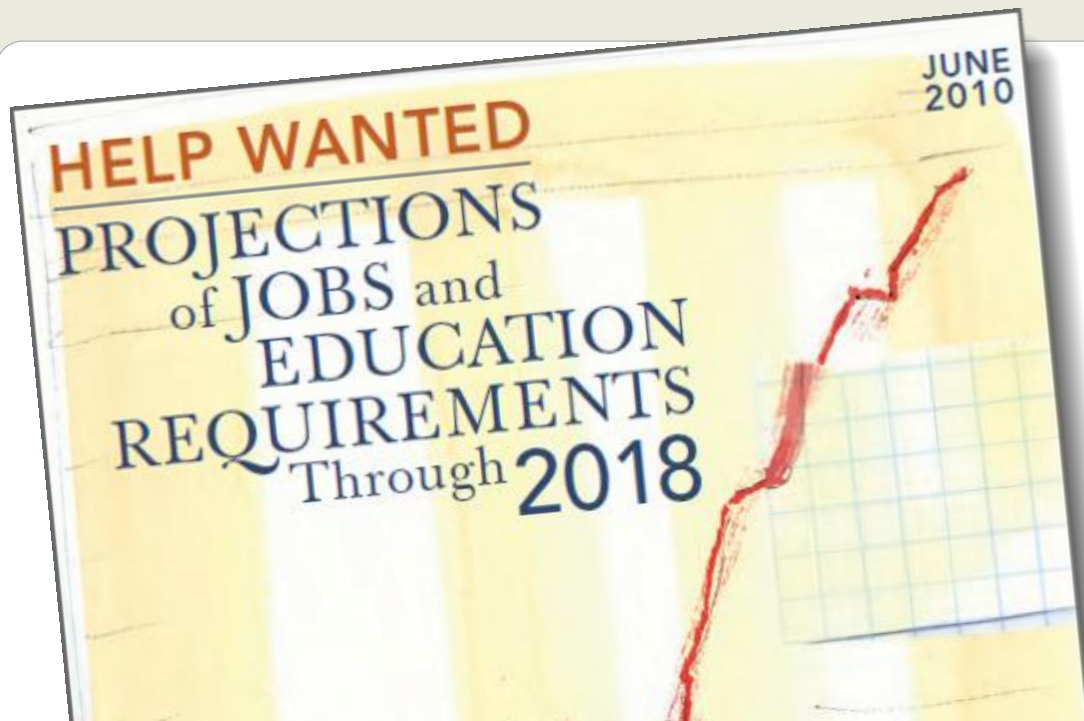 JUNE
2010
HELP WANTED
PROJECTIONS
of JOBS and
EDUCATION
REQUIREMENTS
Through 2018